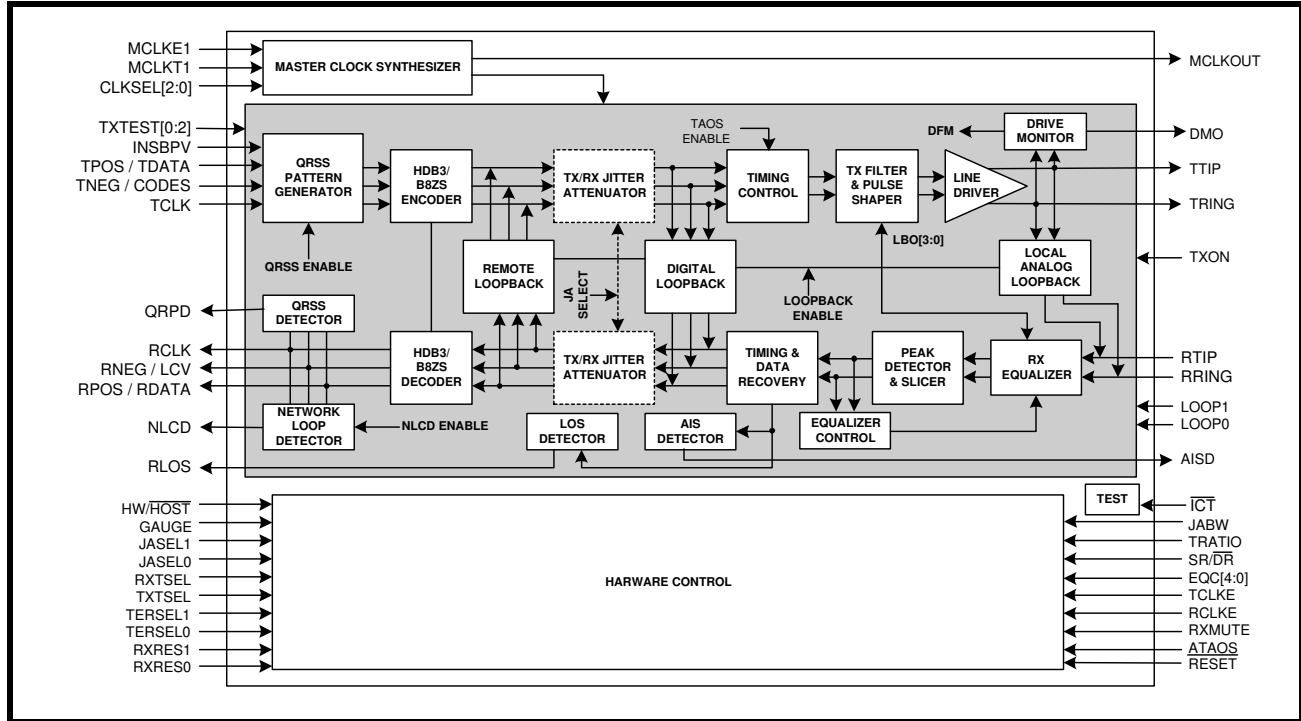 MCLKE1
MCLKT1
CLKSEL[2:0]
MASTER CLOCK SYNTHESIZER
MCLKOUT
TXTEST[0:2]
INSBPV
TPOS / TDATA
TNEG / CODES
TCLK
QRSS
PATTERN
GENERATOR
HDB3/
B8ZS
ENCODER
TX/RX JITTER
ATTENUATOR
TAOS
ENABLE
TIMING
CONTROL
TX FILTER
& PULSE
SHAPER
LINE
DRIVER
DFM
DRIVE
MONITOR
DMO
TTIP
TRING
QRSS ENABLE
REMOTE
LOOPBACK
JA
SELECT
DIGITAL
LOOPBACK
LOOPBACK
ENABLE
LBO[3:0]
LOCAL
ANALOG
LOOPBACK
TXON
QRPD
RCLK
RNEG / LCV
RPOS / RDATA
NLCD
RLOS
QRSS
DETECTOR
HDB3/
B8ZS
DECODER
TX/RX JITTER
ATTENUATOR
TIMING &
DATA
RECOVERY
PEAK
DETECTOR
& SLICER
RX
EQUALIZER
RTIP
RRING
NETWORK
LOOP
DETECTOR
NLCD ENABLE
LOS
DETECTOR
AIS
DETECTOR
EQUALIZER
CONTROL
LOOP1
LOOP0
AISD
HW/HOST
GAUGE
JASEL1
JASEL0
RXTSEL
TXTSEL
TERSEL1
TERSEL0
RXRES1
RXRES0
HARWARE CONTROL
TEST
ICT
JABW
TRATIO
SR/DR
EQC[4:0]
TCLKE
RCLKE
RXMUTE
ATAOS
RESET